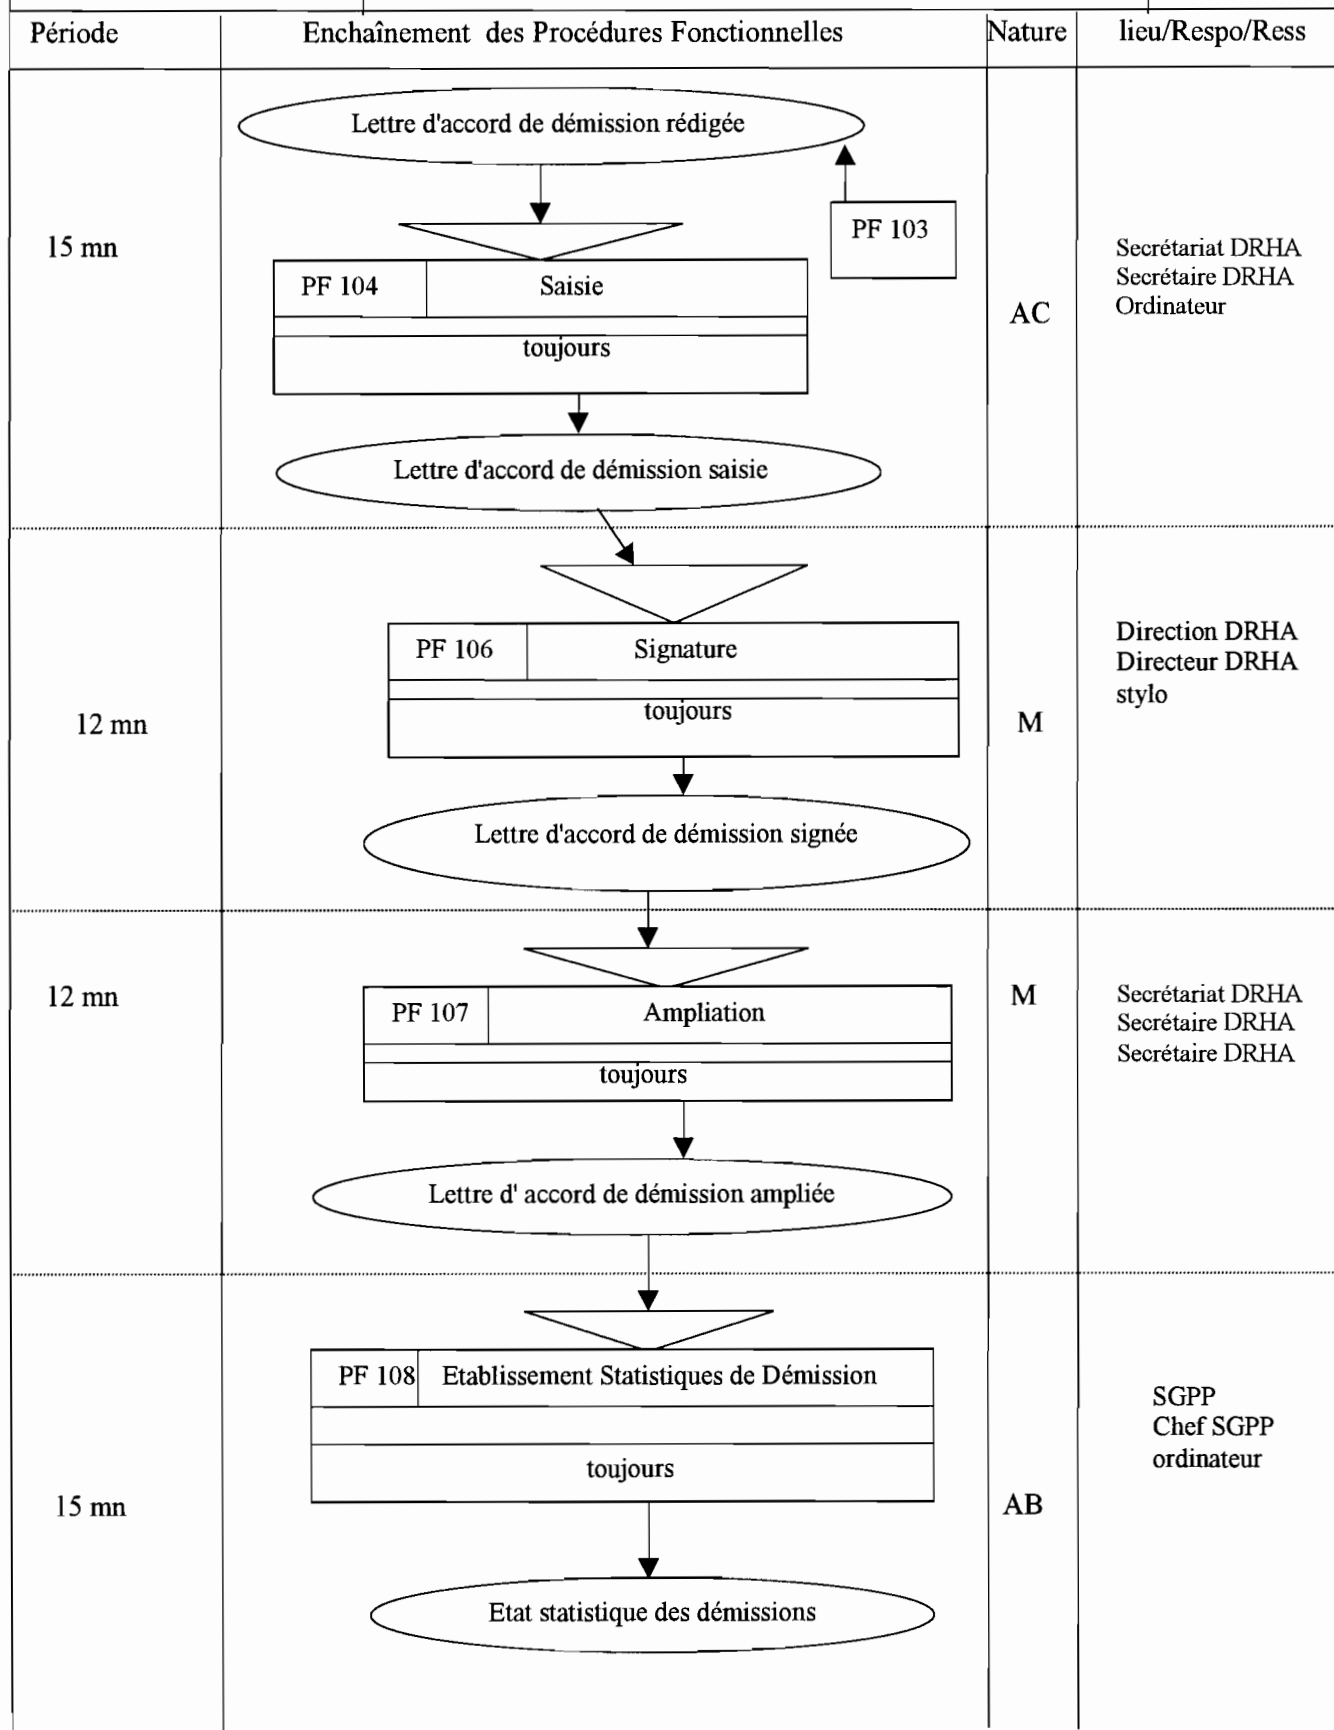 Période Enchaînement des Procédures Fonctionnelles Nature lieu/Respo/Ress
Lettre d'accord de démission rédigée
PF 103
15 mn
PF 104 Saisie
toujours
Lettre d'accord de démission saisie
AC
Secrétariat DRHA
Secrétaire DRHA
Ordinateur
12 mn
PF 106 Signature
toujours
Lettre d'accord de démission signée
M
Direction DRHA
Directeur DRHA
stylo
12 mn
PF 107 Ampliation
toujours
Lettre d' accord de démission ampliée
M
Secrétariat DRHA
Secrétaire DRHA
Secrétaire DRHA
15 mn
PF 108 Etablissement Statistiques de Démission
toujours
Etat statistique des démissions
AB
SGPP
Chef SGPP
ordinateur